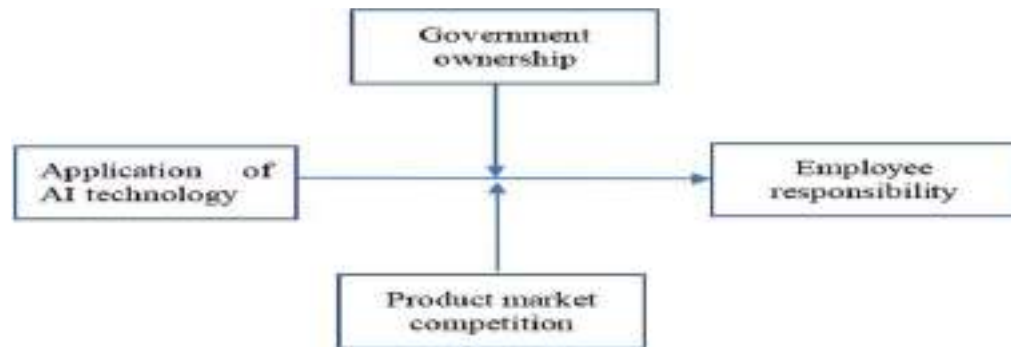 Government
ownership
Application of
AI technology
Employee
responsibility
Product market
competition